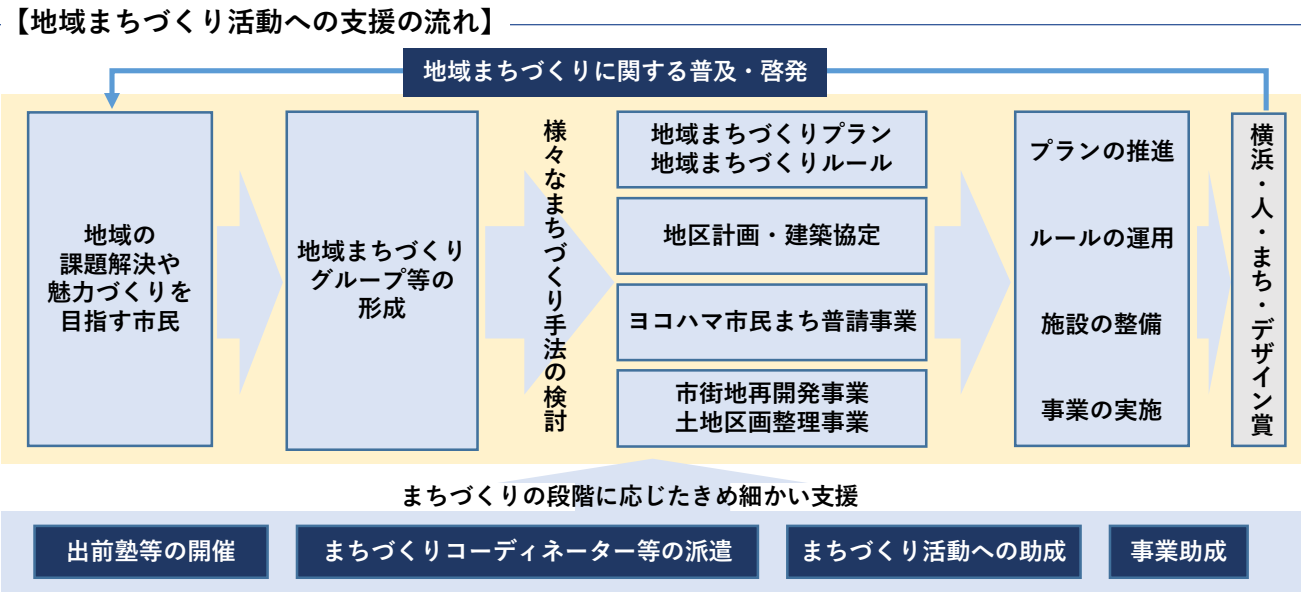 【地域まちづくり活動への支援の流れ】
地域まちづくりに関する普及・啓発
地域の
課題解決や
魅力づくりを
目指す市民
地域まちづくり
グループ等の
形成
様々なまちづくり手法の検討
地域まちづくりプラン
地域まちづくりルール
地区計画・建築協定
ヨコハマ市民まち普請事業
市街地再開発事業
土地区画整理事業
プランの推進
ルールの運用
施設の整備
事業の実施
横浜・人・まち・デザイン賞
まちづくりの段階に応じたきめ細かい支援
出前塾等の開催
まちづくりコーディネーター等の派遣
まちづくり活動への助成
事業助成